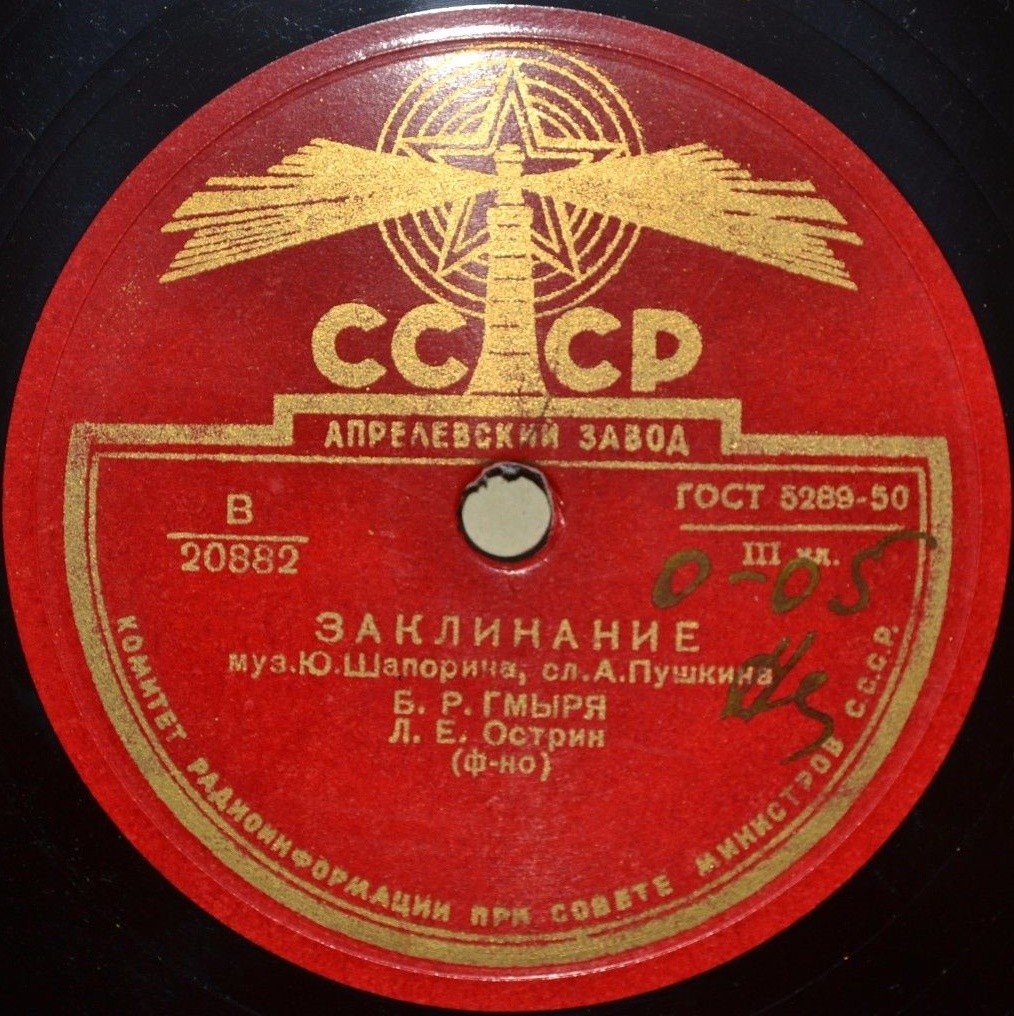 СССР
АПРЕЛЕВСКИЙ ЗАВОД
В
20882
ГОСТ 5289-50
III кл.
0-05
ЗАКЛИНАНИЕ
муз.Ю.Шапорина, сл.А.Пушкина
Б. Р. ГМЫРЯ
Л. Е. Острин
(ф-но)
КОМИТЕТ РАДИОИНФОРМАЦИИ ПРИ СОВЕТЕ МИНИСТРОВ С.С.С.Р.